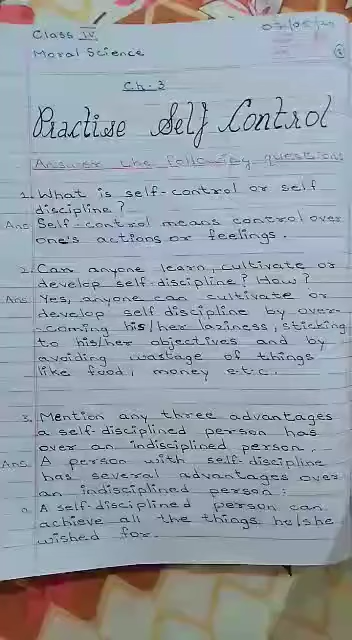 Class IV
Moral Science
Ch-3
Practise Self Control
Answer the following questions
1. What is self-control or self
discipline?
Ans Self-control means control over
one's actions or feelings.
2. Can anyone learn, cultivate or
develop self-discipline? How?
Ans. Yes, anyone can cultivate or
develop self discipline by over-
-coming his/her laziness, sticking
to his/her objectives and by
avoiding wastage of things
like food, money e.t.c.
3. Mention any three advantages
a self-disciplined person has
over an indisciplined person.
Ans. A person with self-discipline
has several advantages over
an indisciplined person:
a. A self-disciplined person can
achieve all the things he/she
wished for.